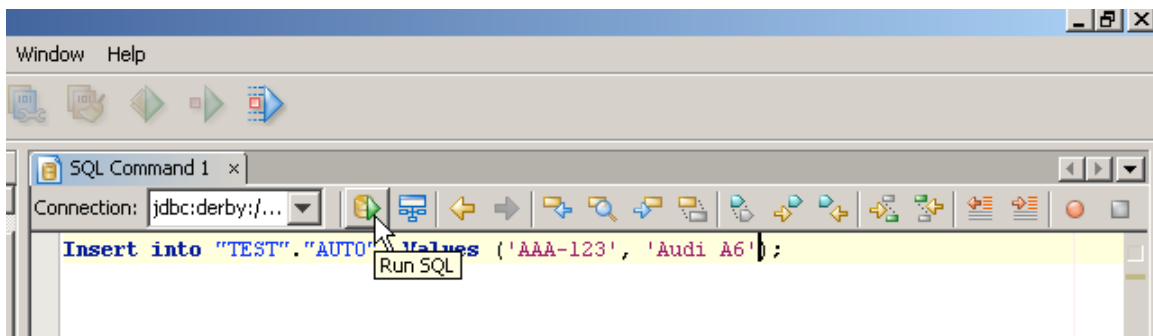 Window Help
SQL Command 1 x
Connection: jdbc:derby:/...
Insert into "TEST"."AUTO" Values ('AAA-123', 'Audi A6');
Run SQL